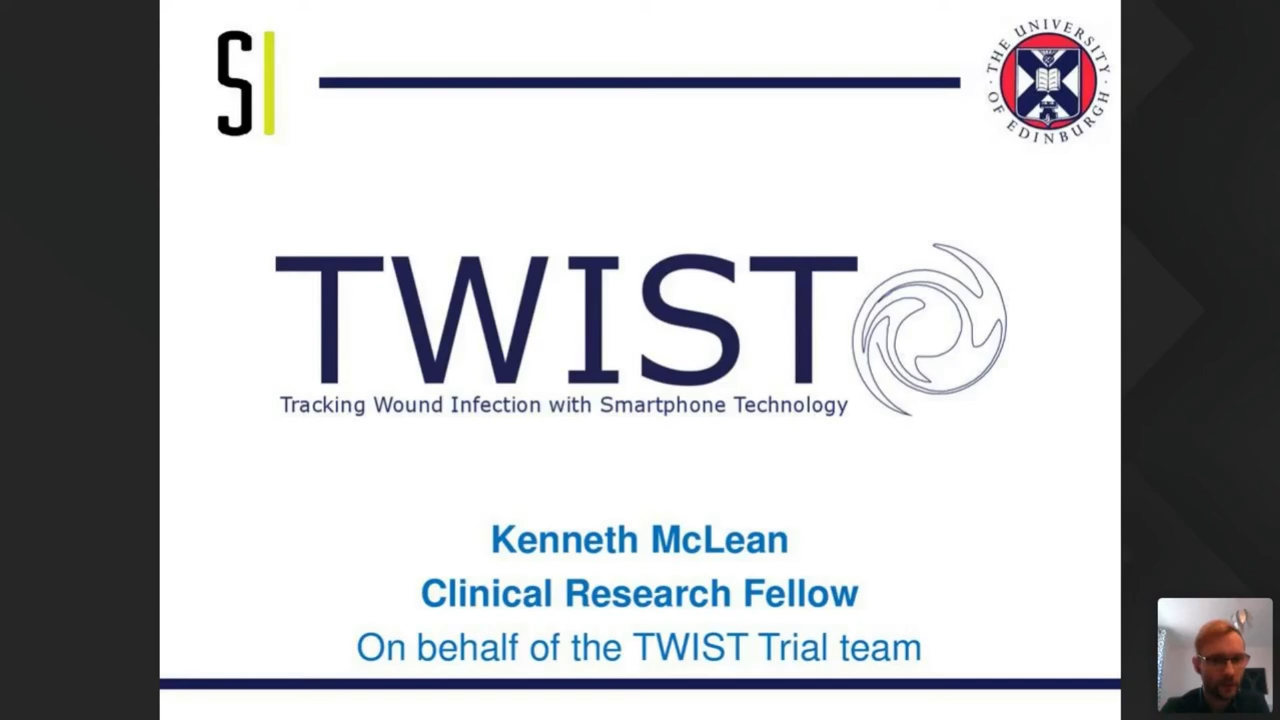 SI
THE UNIVERSITY OF EDINBURGH
TWIST
Tracking Wound Infection with Smartphone Technology
Kenneth McLean
Clinical Research Fellow
On behalf of the TWIST Trial team